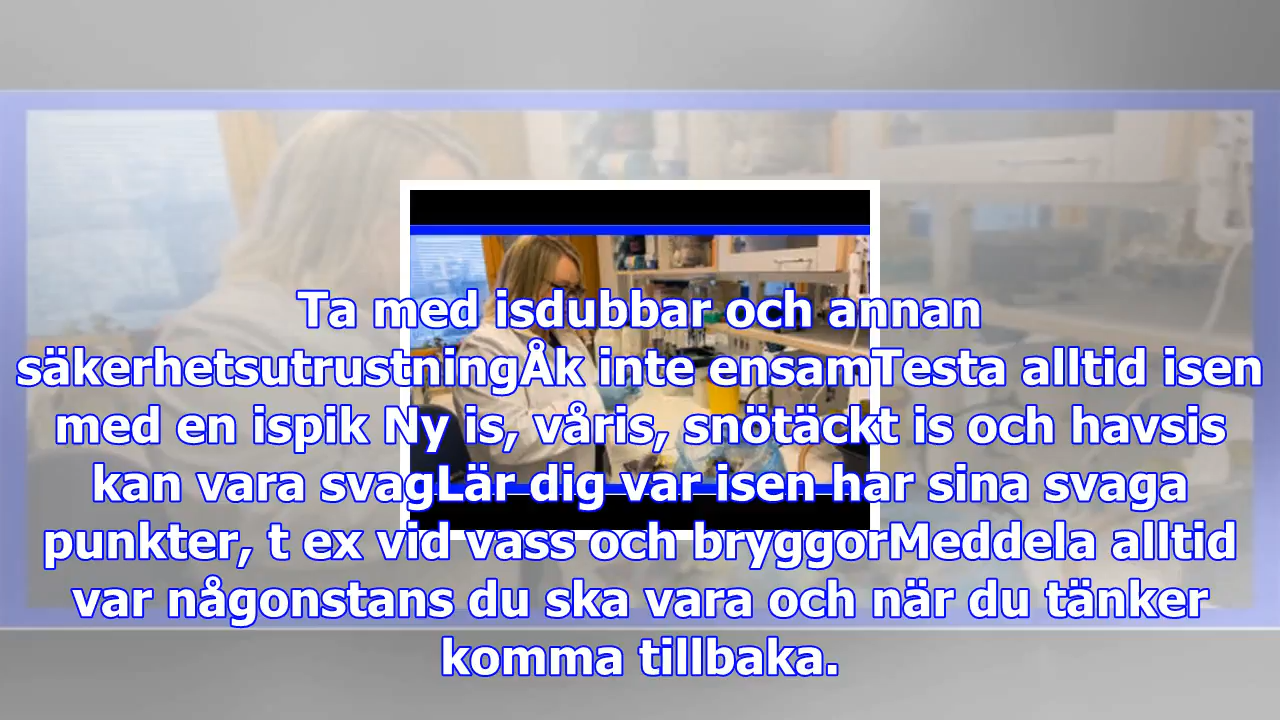 Ta med isdubbar och annan
säkerhetsutrustningÅk inte ensamTesta alltid isen
med en ispik Ny is, våris, snötäckt is och havsis
kan vara svagLär dig var isen har sina svaga
punkter, t ex vid vass och bryggorMeddela alltid
var någonstans du ska vara och när du tänker
komma tillbaka.